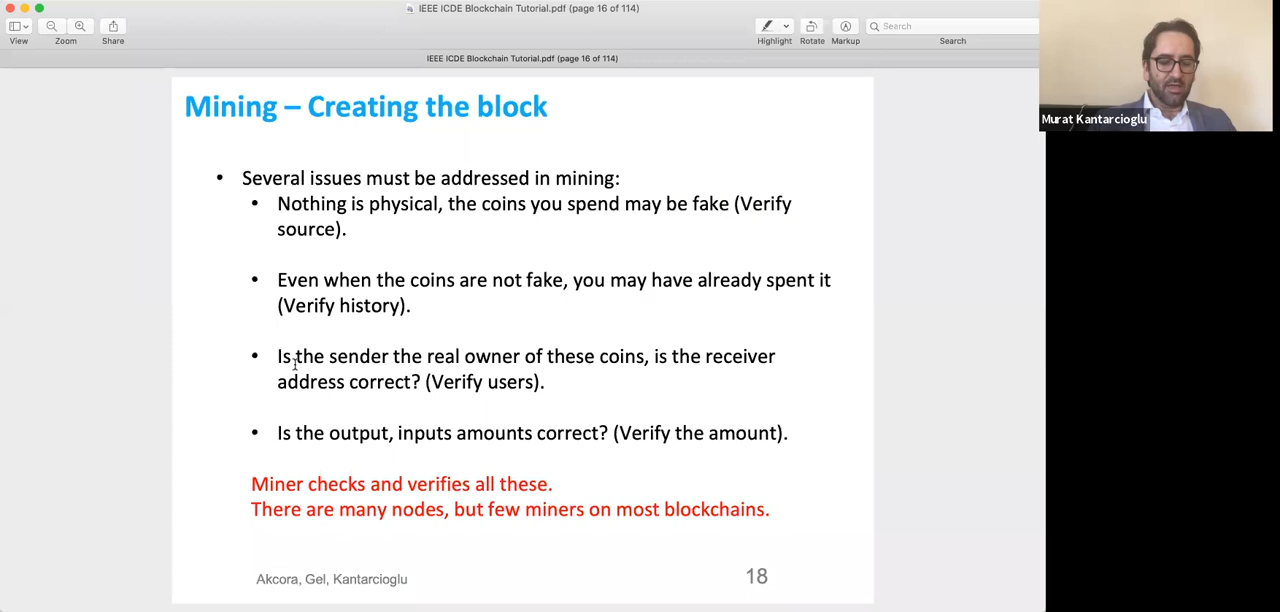 IEEE ICDE Blockchain Tutorial.pdf (page 16 of 114)
View
Zoom
Share
Highlight
Rotate
Markup
Search
Search
IEEE ICDE Blockchain Tutorial.pdf (page 16 of 114)
Murat Kantarcioglu
Mining – Creating the block
• Several issues must be addressed in mining:
• Nothing is physical, the coins you spend may be fake (Verify
source).
• Even when the coins are not fake, you may have already spent it
(Verify history).
• Is the sender the real owner of these coins, is the receiver
address correct? (Verify users).
• Is the output, inputs amounts correct? (Verify the amount).
Miner checks and verifies all these.
There are many nodes, but few miners on most blockchains.
Akcora, Gel, Kantarcioglu
18